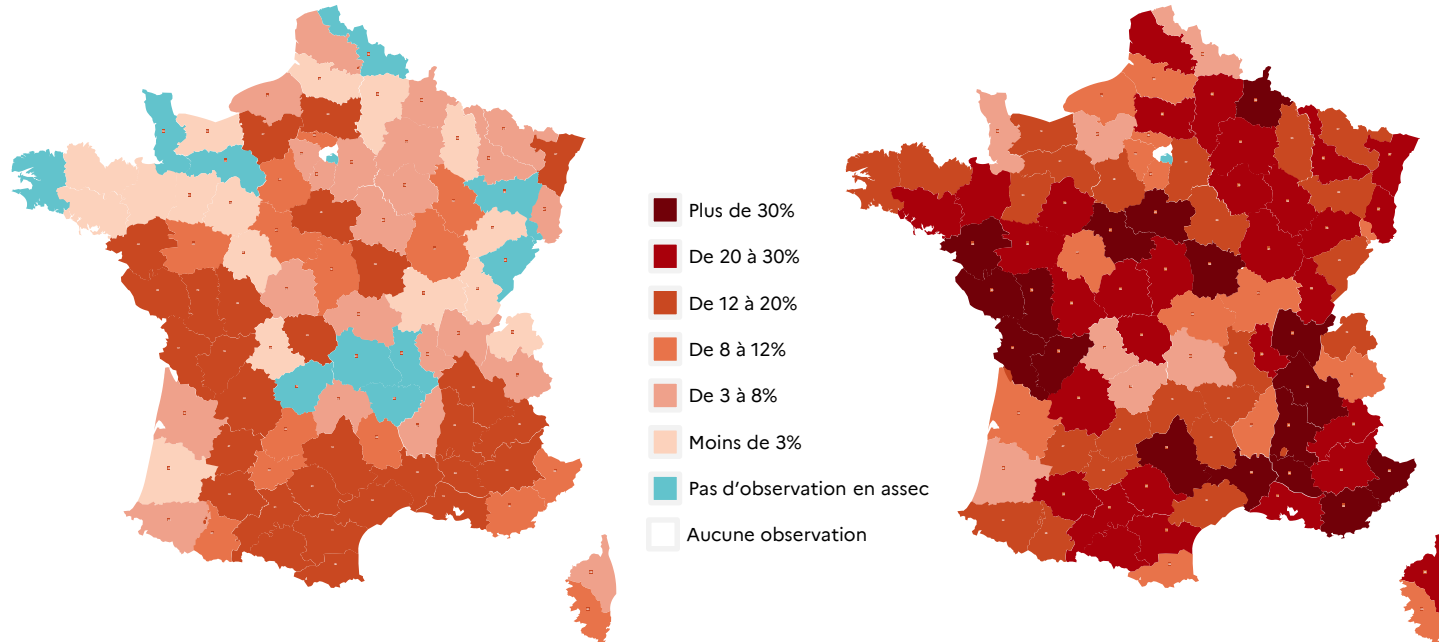 Plus de 30%
De 20 à 30%
De 12 à 20%
De 8 à 12%
De 3 à 8%
Moins de 3%
Pas d'observation en assec
Aucune observation